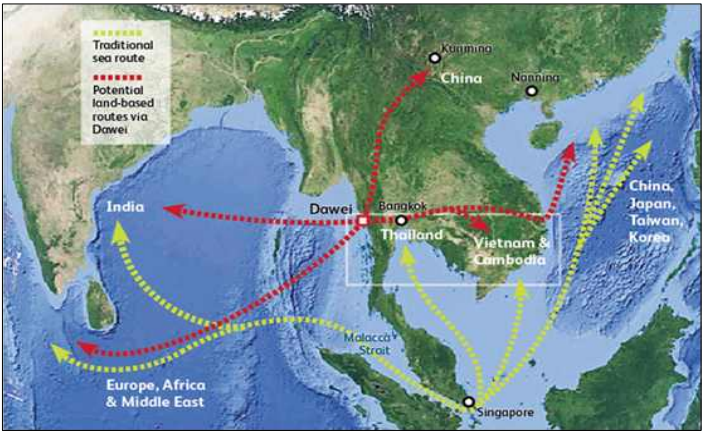 Traditional
sea route
Potential
land-based
routes via
Dawei
Kunming
China
Nanning
India
Dawei
Bangkok
Thailand
Vietnam &
Cambodia
China,
Japan,
Taiwan,
Korea
Malacca
Strait
Europe, Africa
& Middle East
Singapore